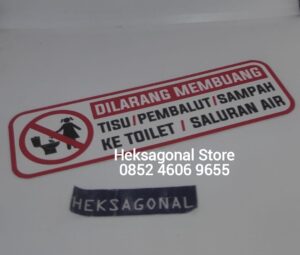 DILARANG MEMBUANG
TISU/PEMBALUT/SAMPAH
KE TOILET / SALURAN AIR
Heksagonal Store
0852 4606 9655
HEKSAGONAL